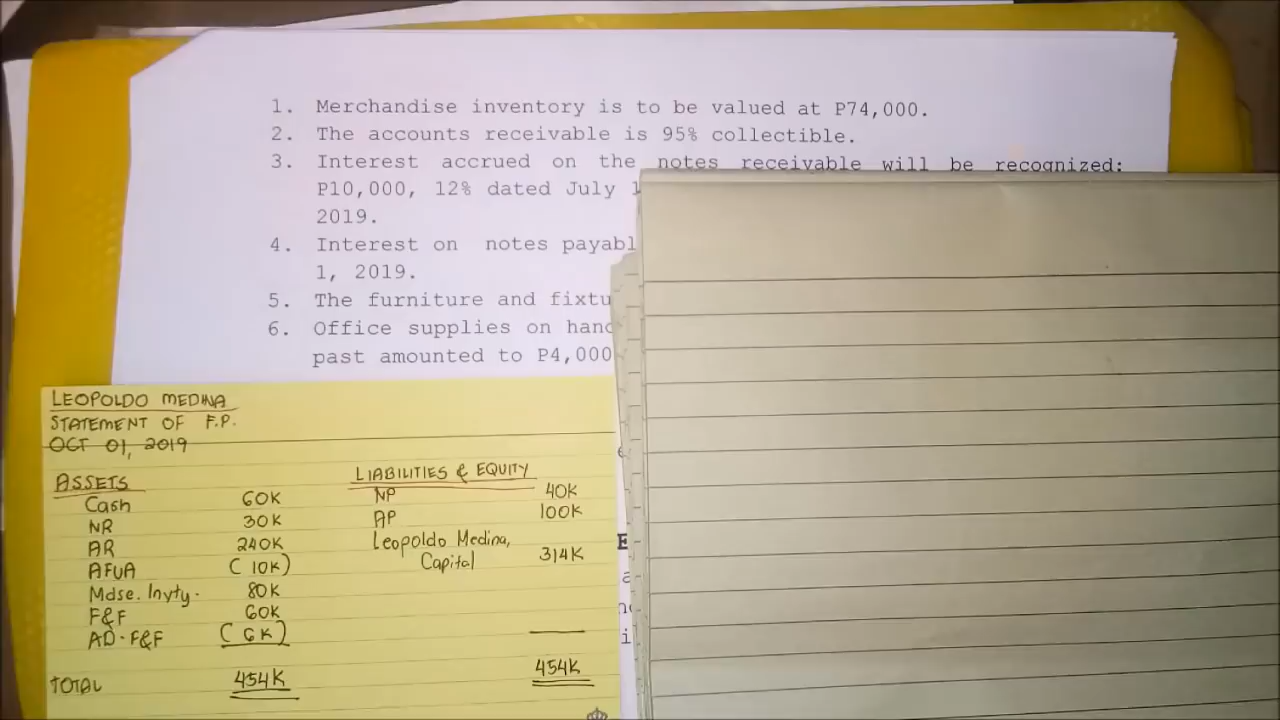 1. Merchandise inventory is to be valued at P74,000.
2. The accounts receivable is 95% collectible.
3. Interest accrued on the notes receivable will be recognized:
P10,000, 12% dated July 1
2019.
4. Interest on notes payabl
1, 2019.
5. The furniture and fixtu
6. Office supplies on hand
past amounted to P4,000
LEOPOLDO MEDINA
STATEMENT OF F.P.
OCT 01, 2019
ASSETS
Cash 60K
NR 30K
AR 240K
AFUA (10K)
Mdse. Invty. 80K
F&F 60K
AD-F&F (6K)
TOTAL 454K
LIABILITIES & EQUITY
NP 40K
AP 100K
Leopoldo Medina,
Capital 314K
454K